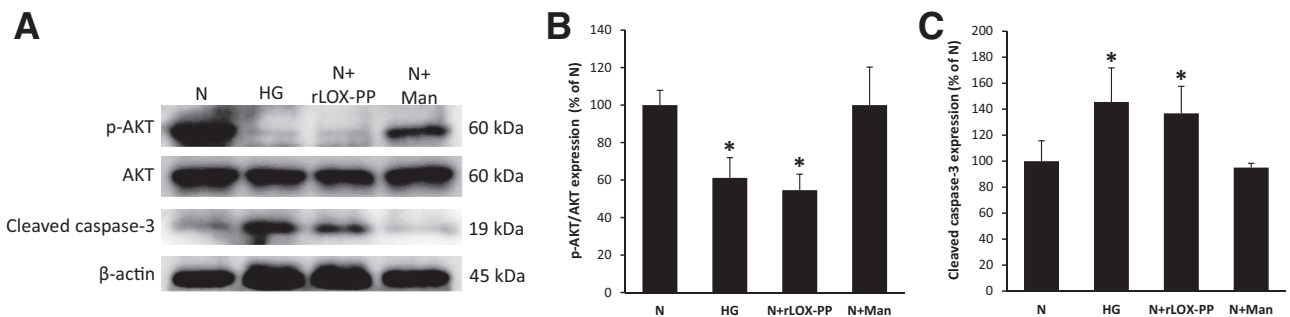 A
N
HG
N+
rLOX-PP
N+
Man
p-AKT
60 kDa
AKT
60 kDa
Cleaved caspase-3
19 kDa
β-actin
45 kDa
B
p-AKT/AKT expression (% of N)
140
120
100
80
60
40
20
0
*
*
N
HG
N+rLOX-PP
N+Man
C
Cleaved caspase-3 expression (% of N)
200
180
160
140
120
100
80
60
40
20
0
*
*
N
HG
N+rLOX-PP
N+Man